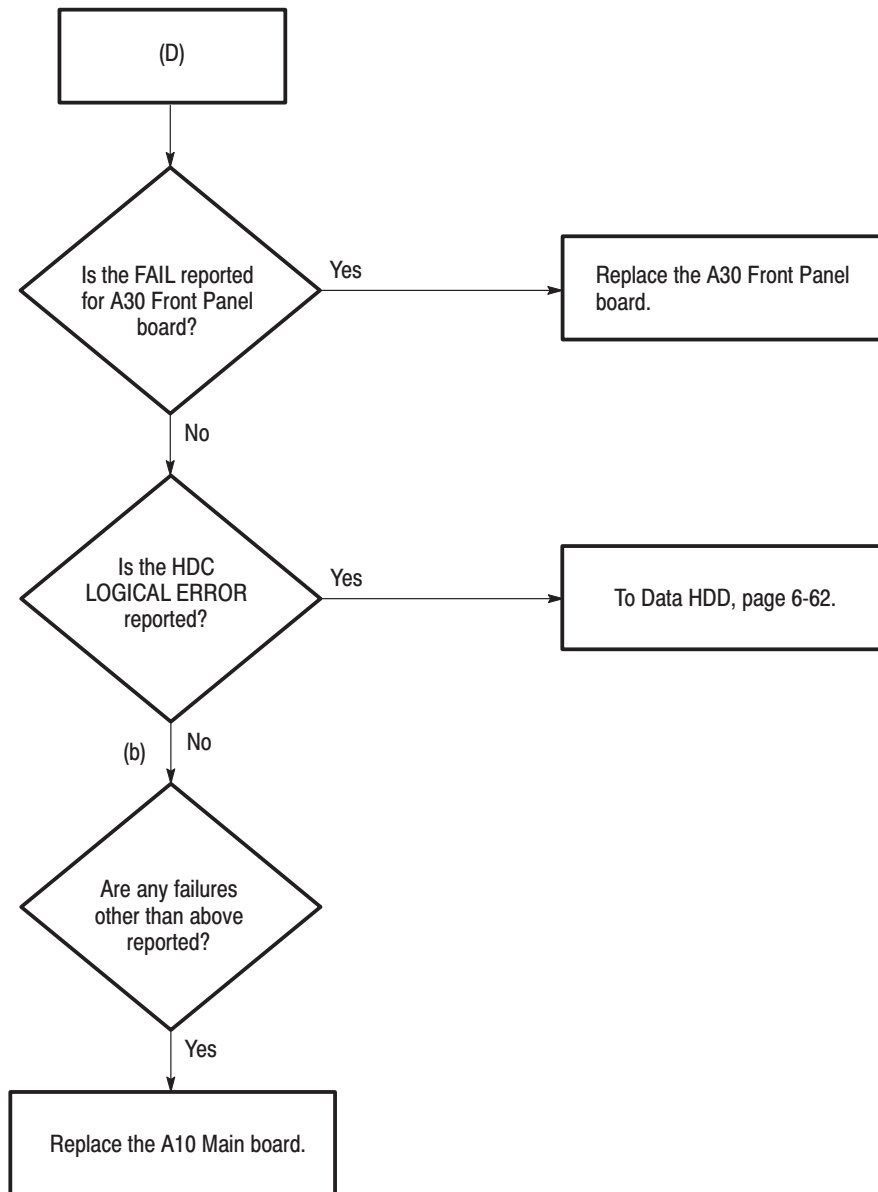 (D)
Is the FAIL reported
for A30 Front Panel
board?
Yes
Replace the A30 Front Panel
board.
No
Is the HDC
LOGICAL ERROR
reported?
Yes
To Data HDD, page 6-62.
(b)
No
Are any failures
other than above
reported?
Yes
Replace the A10 Main board.